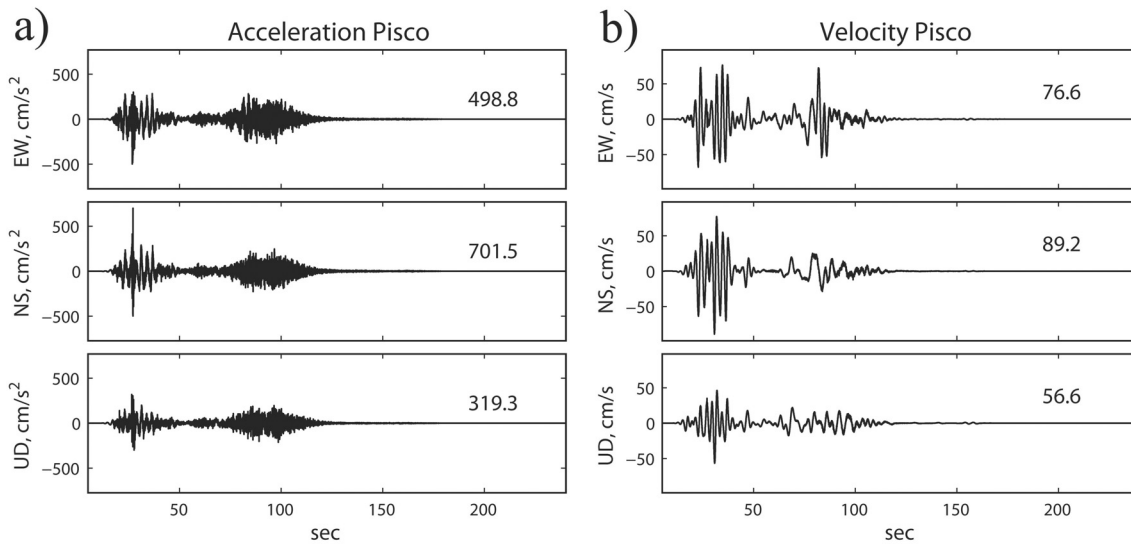 a)
Acceleration Pisco
500
0
−500
EW, cm/s²
498.8
500
0
−500
NS, cm/s²
701.5
500
0
−500
UD, cm/s²
319.3
50 100 150 200
sec
b)
Velocity Pisco
50
0
−50
EW, cm/s
76.6
50
0
−50
NS, cm/s
89.2
50
0
−50
UD, cm/s
56.6
50 100 150 200
sec